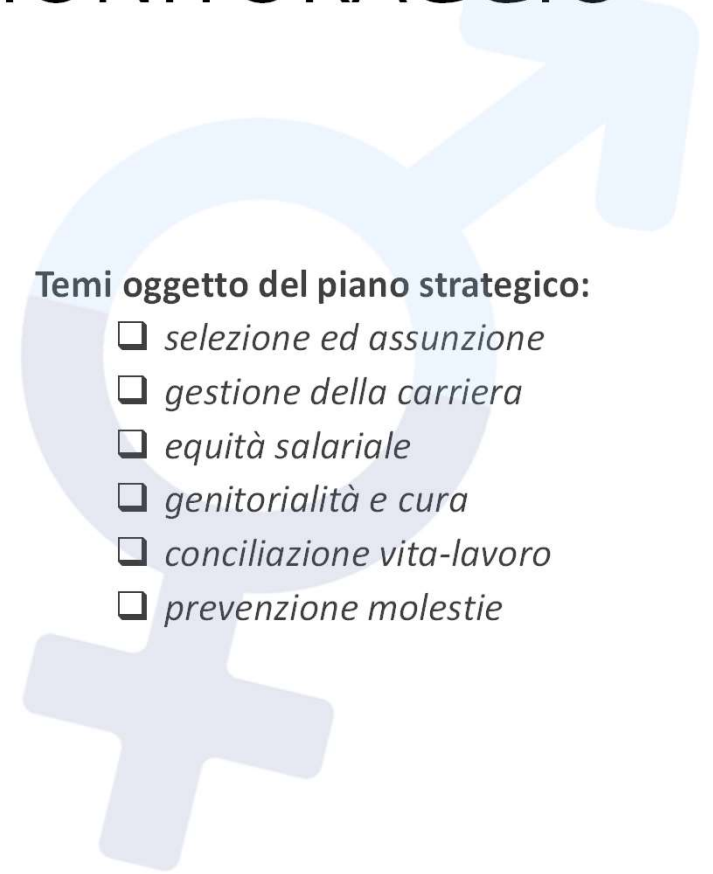 Temi oggetto del piano strategico:
❑ selezione ed assunzione
❑ gestione della carriera
❑ equità salariale
❑ genitorialità e cura
❑ conciliazione vita-lavoro
❑ prevenzione molestie